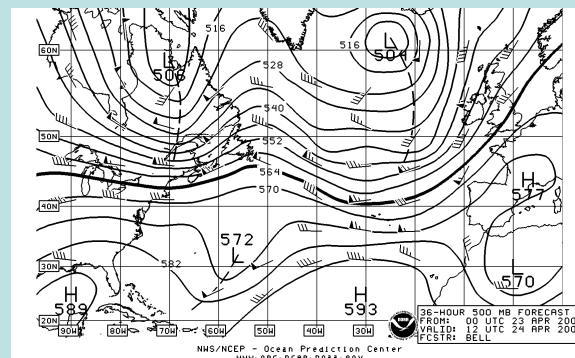 516
516
60N
L
506
L
504
528
540
50N
552
564
570
H
577
40N
572
582
30N
H
589
H
593
L
570
20N
90W
80W
70W
60W
50W
40W
30W
36-HOUR 500 MB FORECAST
FROM: 00 UTC 23 APR 200
VALID: 12 UTC 24 APR 200
FCSTR: BELL
NWS/NCEP - Ocean Prediction Center